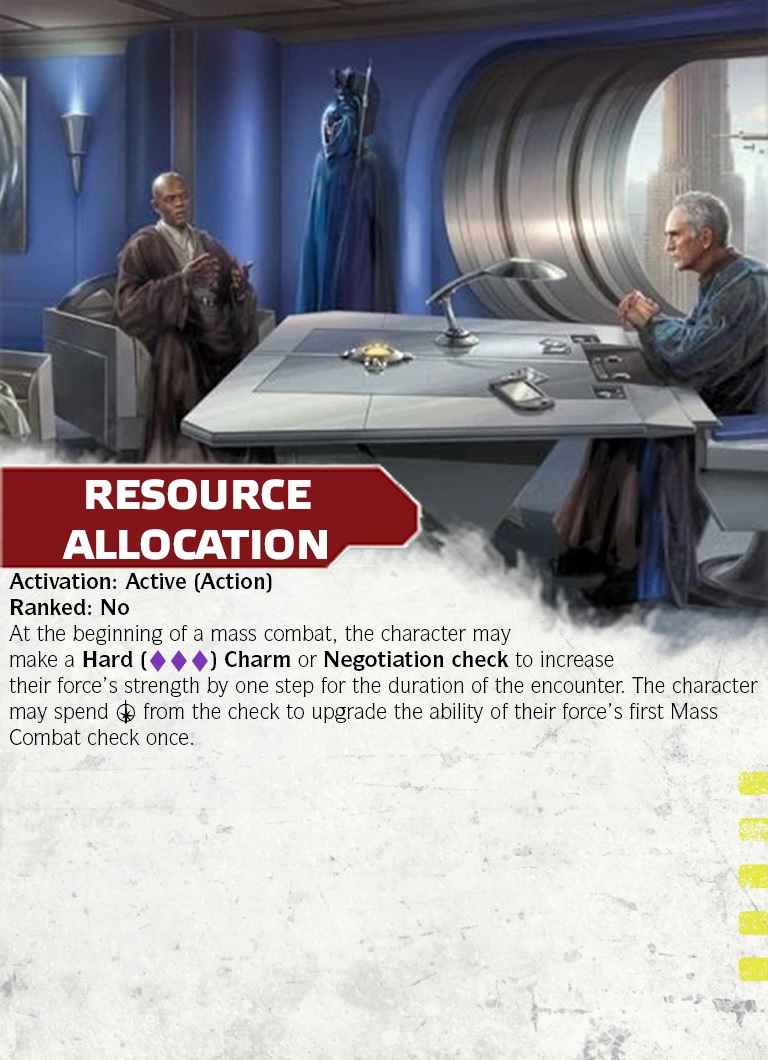 RESOURCE
ALLOCATION
Activation: Active (Action)
Ranked: No
At the beginning of a mass combat, the character may
make a Hard (♦♦♦) Charm or Negotiation check to increase
their force’s strength by one step for the duration of the encounter. The character
may spend from the check to upgrade the ability of their force’s first Mass
Combat check once.